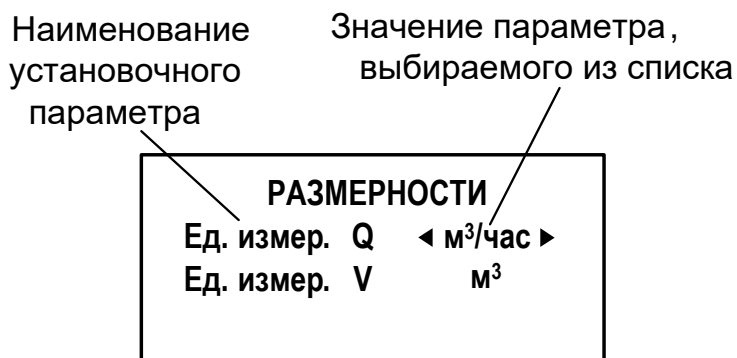 Наименование
установочного
параметра
Значение параметра,
выбираемого из списка
РАЗМЕРНОСТИ
Ед. измер. Q ◄ м³/час ►
Ед. измер. V м³